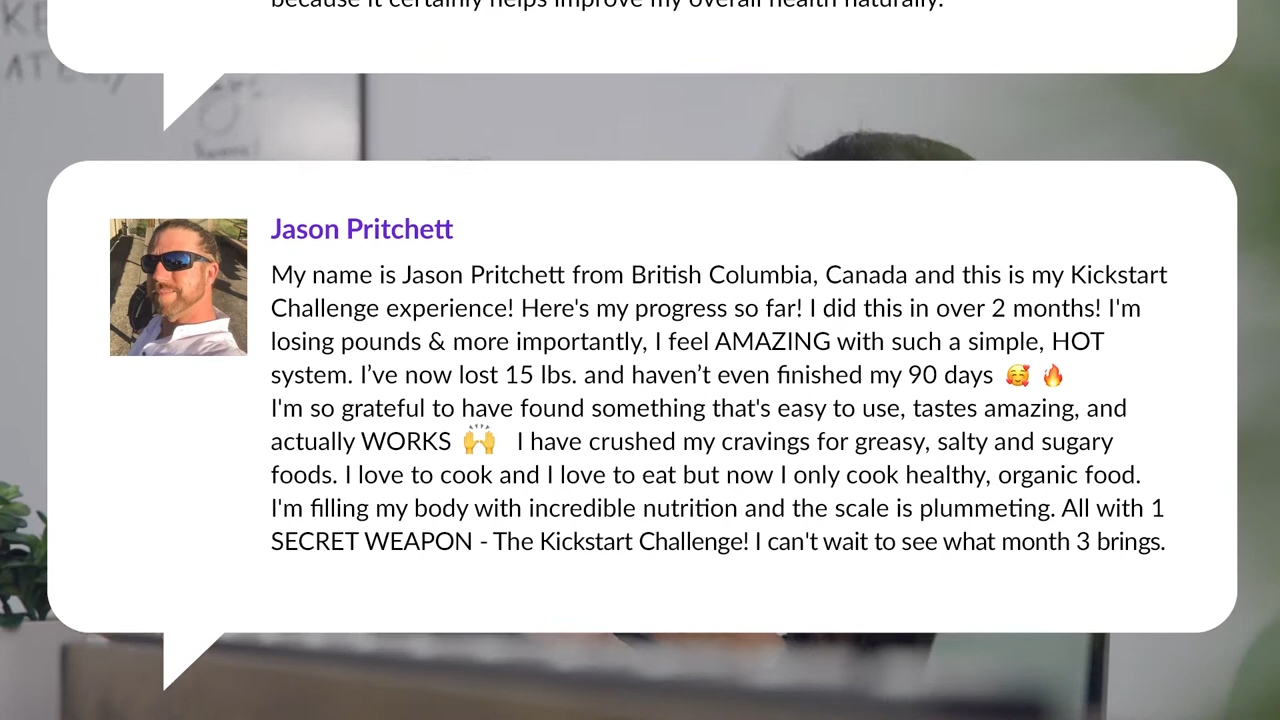 because it certainly helps improve my overall health naturally.
Jason Pritchett
My name is Jason Pritchett from British Columbia, Canada and this is my Kickstart
Challenge experience! Here's my progress so far! I did this in over 2 months! I'm
losing pounds & more importantly, I feel AMAZING with such a simple, HOT
system. I’ve now lost 15 lbs. and haven’t even finished my 90 days 🥰 🔥
I'm so grateful to have found something that's easy to use, tastes amazing, and
actually WORKS 🙌 I have crushed my cravings for greasy, salty and sugary
foods. I love to cook and I love to eat but now I only cook healthy, organic food.
I'm filling my body with incredible nutrition and the scale is plummeting. All with 1
SECRET WEAPON - The Kickstart Challenge! I can't wait to see what month 3 brings.